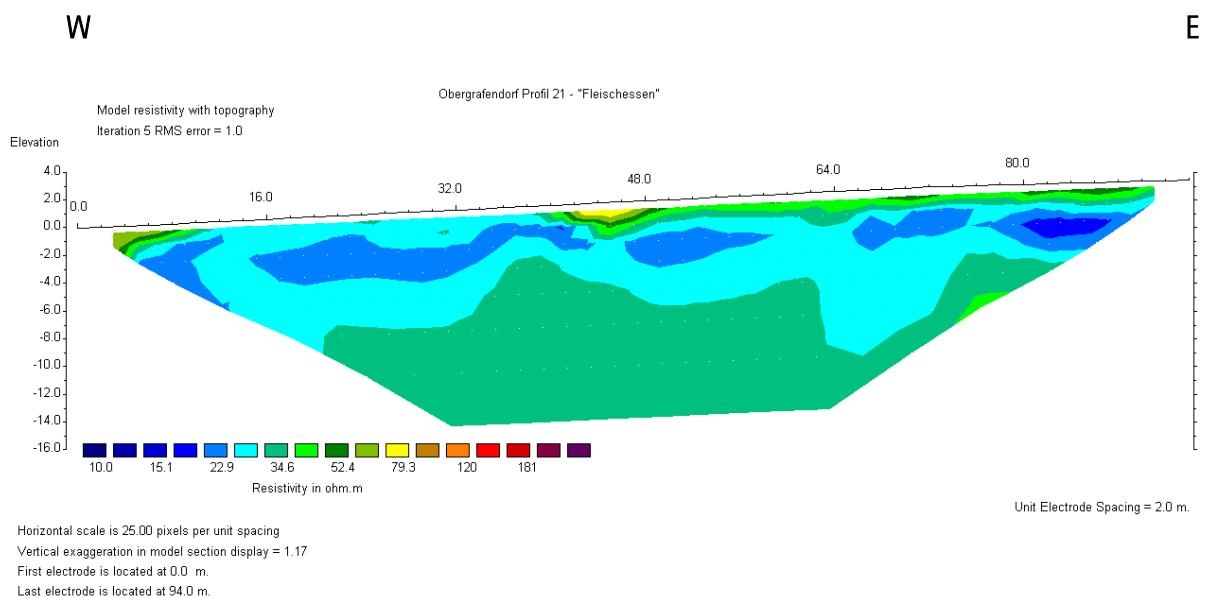 W E
Obergrafendorf Profil 21 - "Fleischessen"
Model resistivity with topography
Iteration 5 RMS error = 1.0
Elevation
4.0
2.0
0.0
-2.0
-4.0
-6.0
-8.0
-10.0
-12.0
-14.0
-16.0
0.0 16.0 32.0 48.0 64.0 80.0
10.0 15.1 22.9 34.6 52.4 79.3 120 181
Resistivity in ohm.m
Unit Electrode Spacing = 2.0 m.
Horizontal scale is 25.00 pixels per unit spacing
Vertical exaggeration in model section display = 1.17
First electrode is located at 0.0 m.
Last electrode is located at 94.0 m.